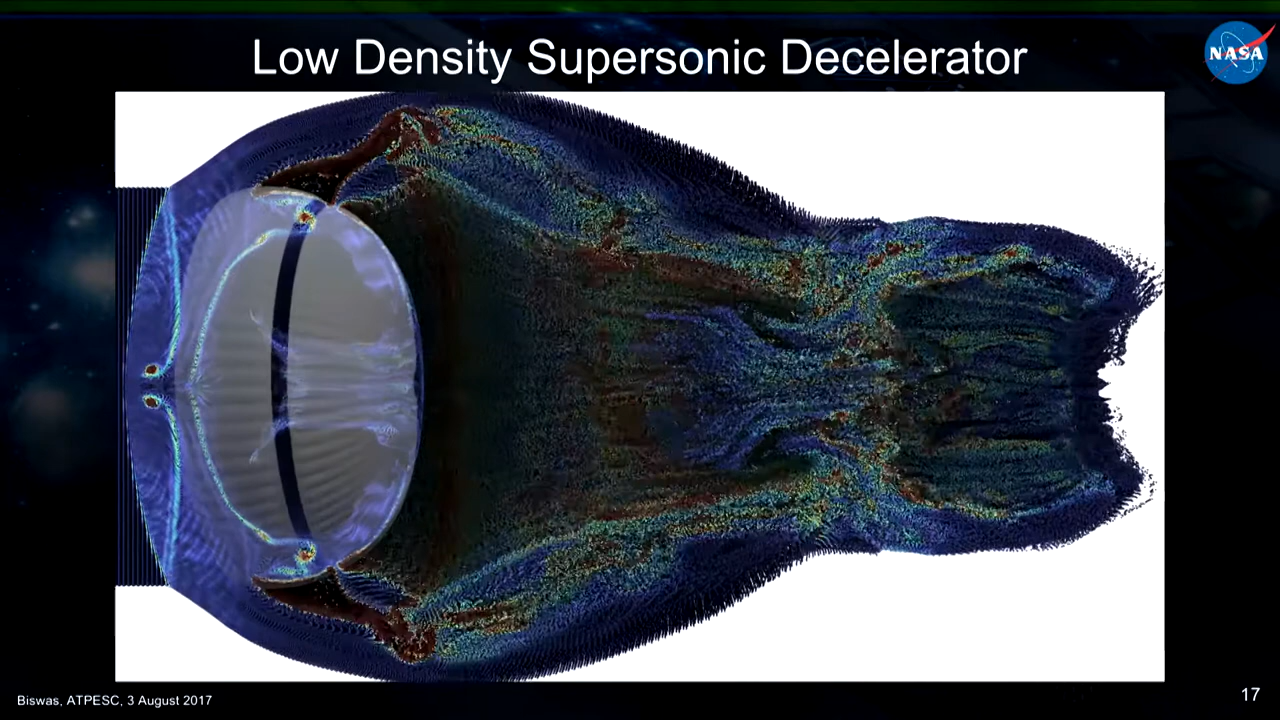 Low Density Supersonic Decelerator
NASA
Biswas, ATPESC, 3 August 2017
17